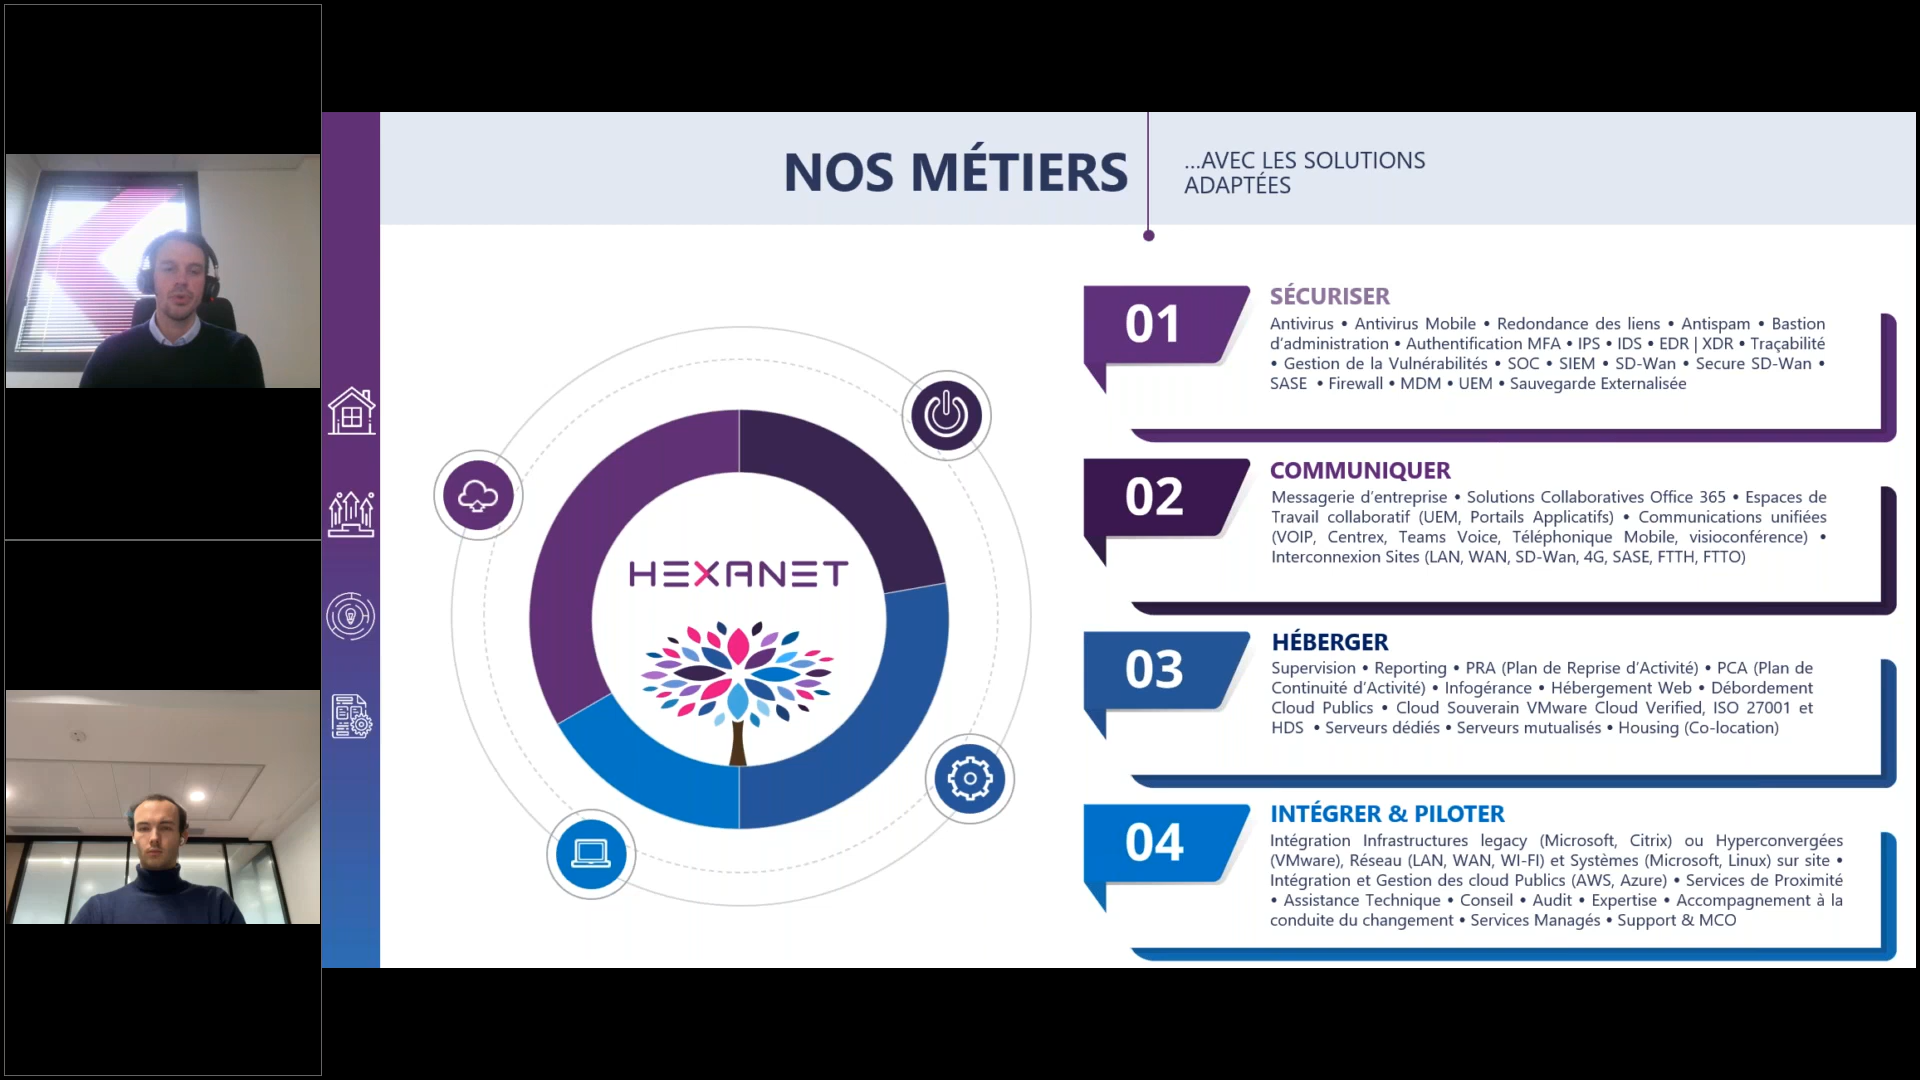 NOS MÉTIERS
...AVEC LES SOLUTIONS
ADAPTÉES
HEXANET
01
SÉCURISER
Antivirus • Antivirus Mobile • Redondance des liens • Antispam • Bastion
d'administration • Authentification MFA • IPS • IDS • EDR | XDR • Traçabilité
• Gestion de la Vulnérabilités • SOC • SIEM • SD-Wan • Secure SD-Wan •
SASE • Firewall • MDM • UEM • Sauvegarde Externalisée
02
COMMUNIQUER
Messagerie d'entreprise • Solutions Collaboratives Office 365 • Espaces de
Travail collaboratif (UEM, Portails Applicatifs) • Communications unifiées
(VOIP, Centrex, Teams Voice, Téléphonique Mobile, visioconférence) •
Interconnexion Sites (LAN, WAN, SD-Wan, 4G, SASE, FTTH, FTTO)
03
HÉBERGER
Supervision • Reporting • PRA (Plan de Reprise d'Activité) • PCA (Plan de
Continuité d'Activité) • Infogérance • Hébergement Web • Débordement
Cloud Publics • Cloud Souverain VMware Cloud Verified, ISO 27001 et
HDS • Serveurs dédiés • Serveurs mutualisés • Housing (Co-location)
04
INTÉGRER & PILOTER
Intégration Infrastructures legacy (Microsoft, Citrix) ou Hyperconvergées
(VMware), Réseau (LAN, WAN, WI-FI) et Systèmes (Microsoft, Linux) sur site •
Intégration et Gestion des cloud Publics (AWS, Azure) • Services de Proximité
• Assistance Technique • Conseil • Audit • Expertise • Accompagnement à la
conduite du changement • Services Managés • Support & MCO